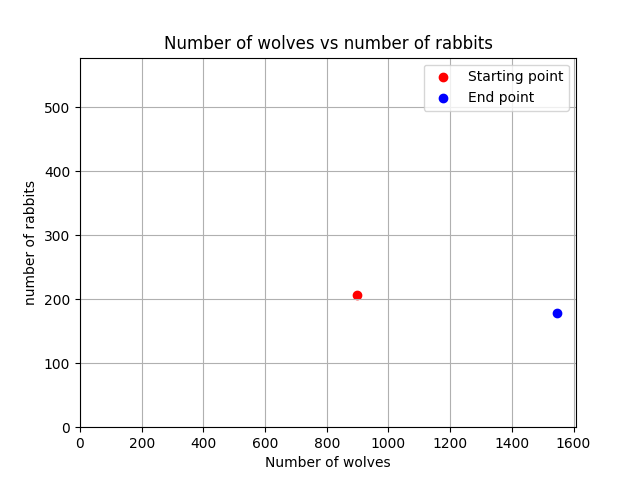 Number of wolves vs number of rabbits
Starting point
End point
500
400
300
200
100
0
number of rabbits
0 200 400 600 800 1000 1200 1400 1600
Number of wolves